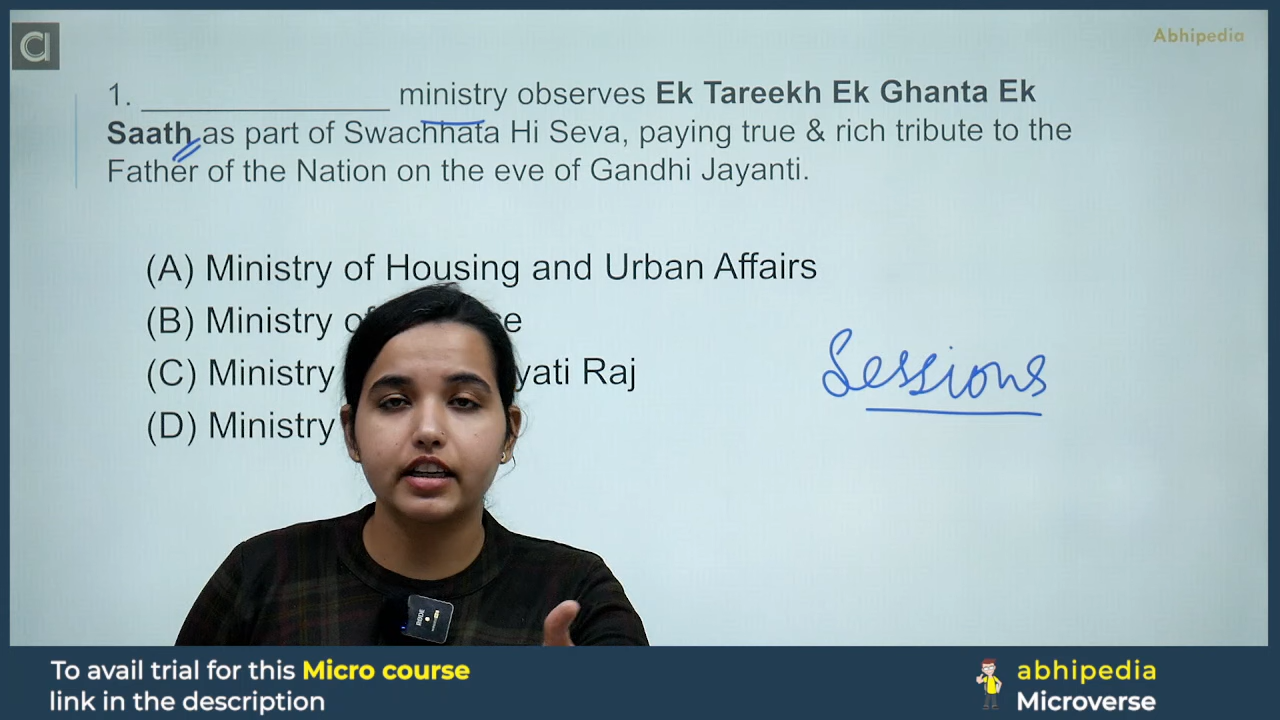 Abhipedia
1. ________________ ministry observes Ek Tareekh Ek Ghanta Ek
Saath as part of Swachhata Hi Seva, paying true & rich tribute to the
Father of the Nation on the eve of Gandhi Jayanti.
(A) Ministry of Housing and Urban Affairs
(B) Ministry
(C) Ministry Raj
(D) Ministry
Sessions
To avail trial for this Micro course
link in the description
abhipedia
Microverse